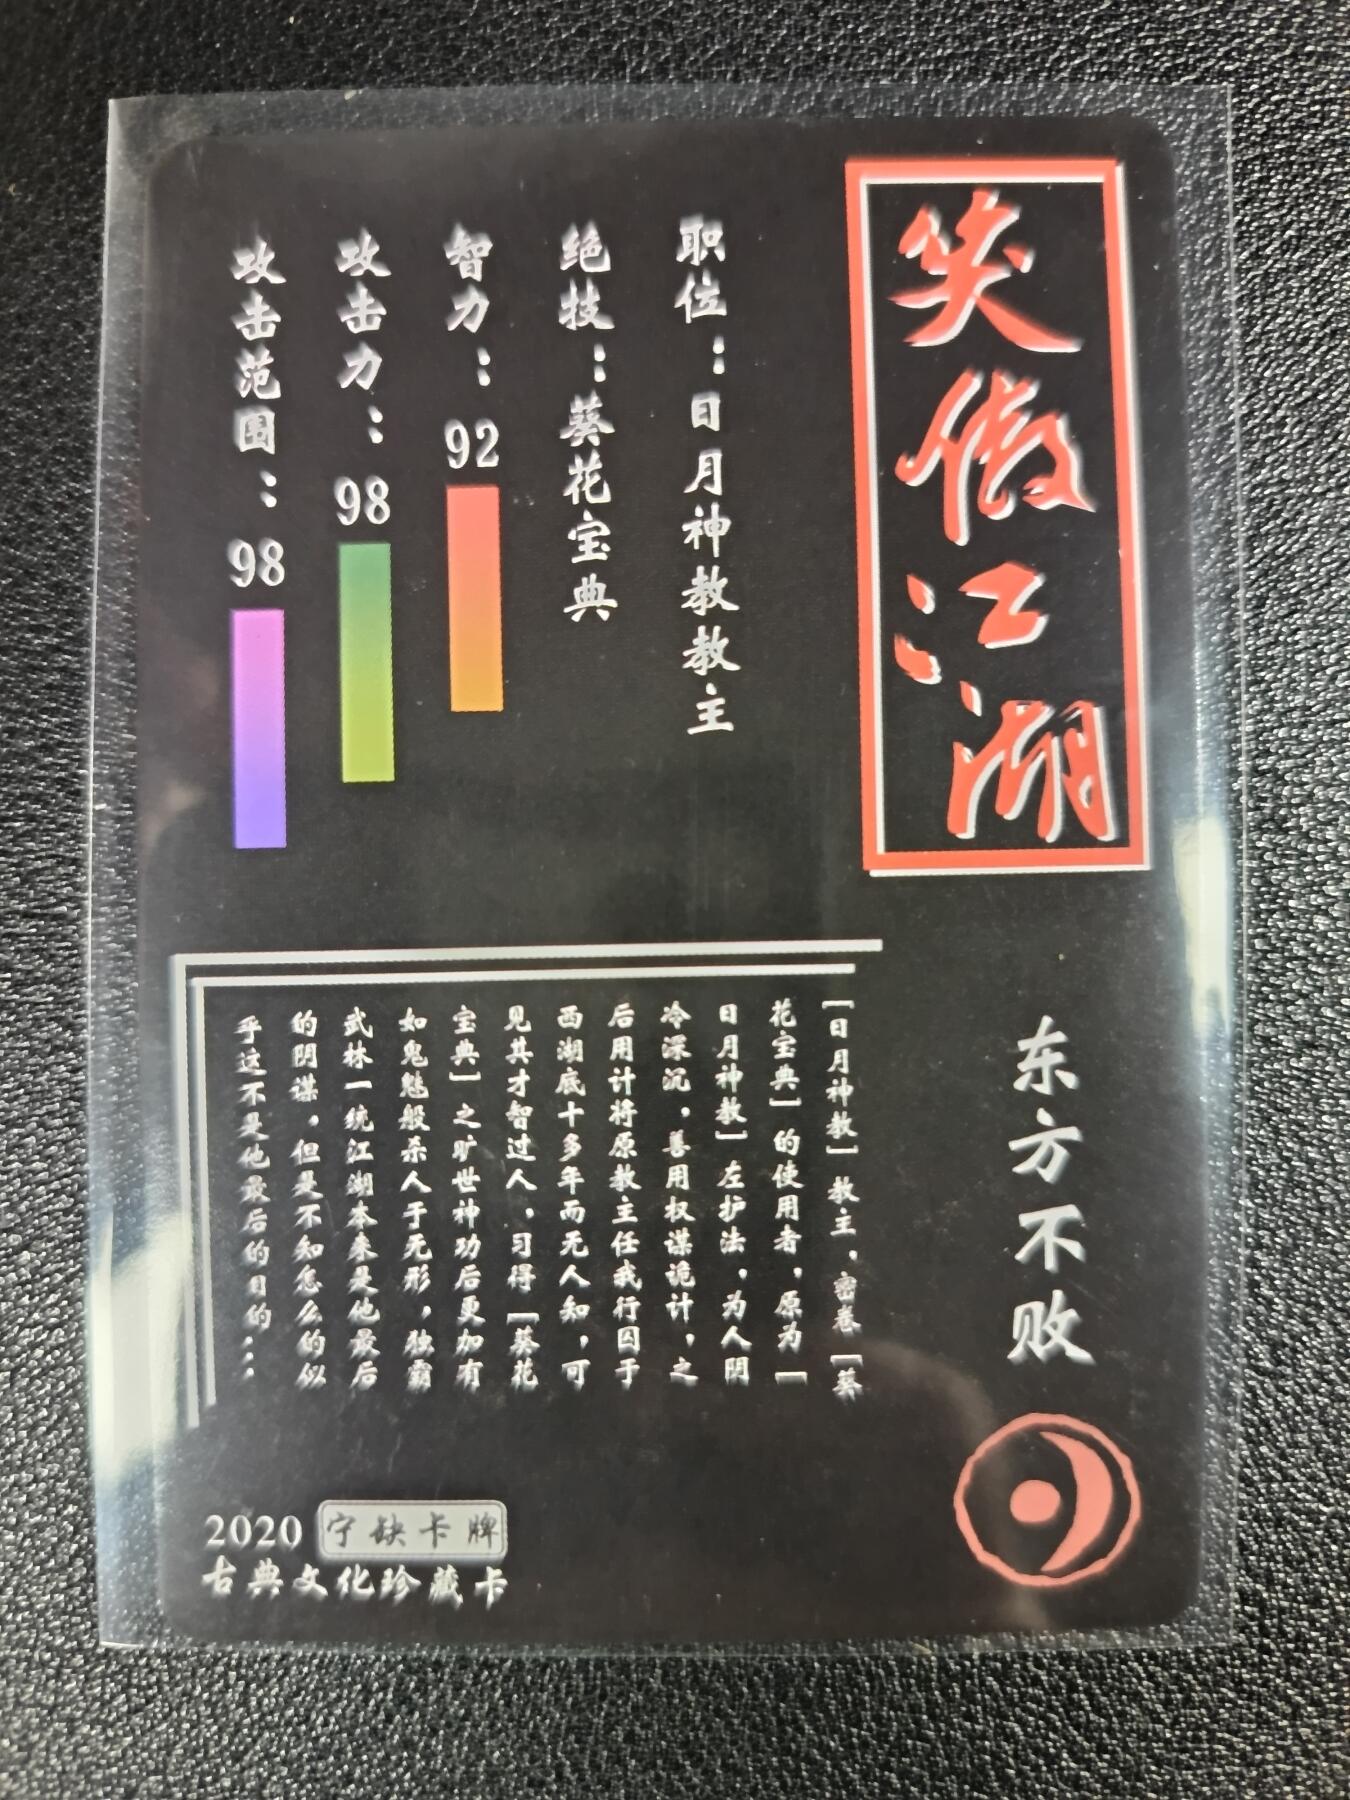 笑傲江湖
东方不败
职位：日月神教教主
绝技：葵花宝典
智力：92
攻击力：98
攻击范围：98
[日月神教]教主，密卷[葵
花宝典]的使用者，原为[
日月神教]左护法，为人阴
冷深沉，善用权谋诡计，之
后用计将原教主任我行囚于
西湖底十多年而无人知，可
见其才智过人，习得[葵花
宝典]之旷世神功后更加有
如鬼魅般杀人于无形，独霸
武林一统江湖本来是他最后
的阴谋，但是不知怎么的似
乎这不是他最后的目的…
2020 宁缺卡牌
古典文化珍藏卡